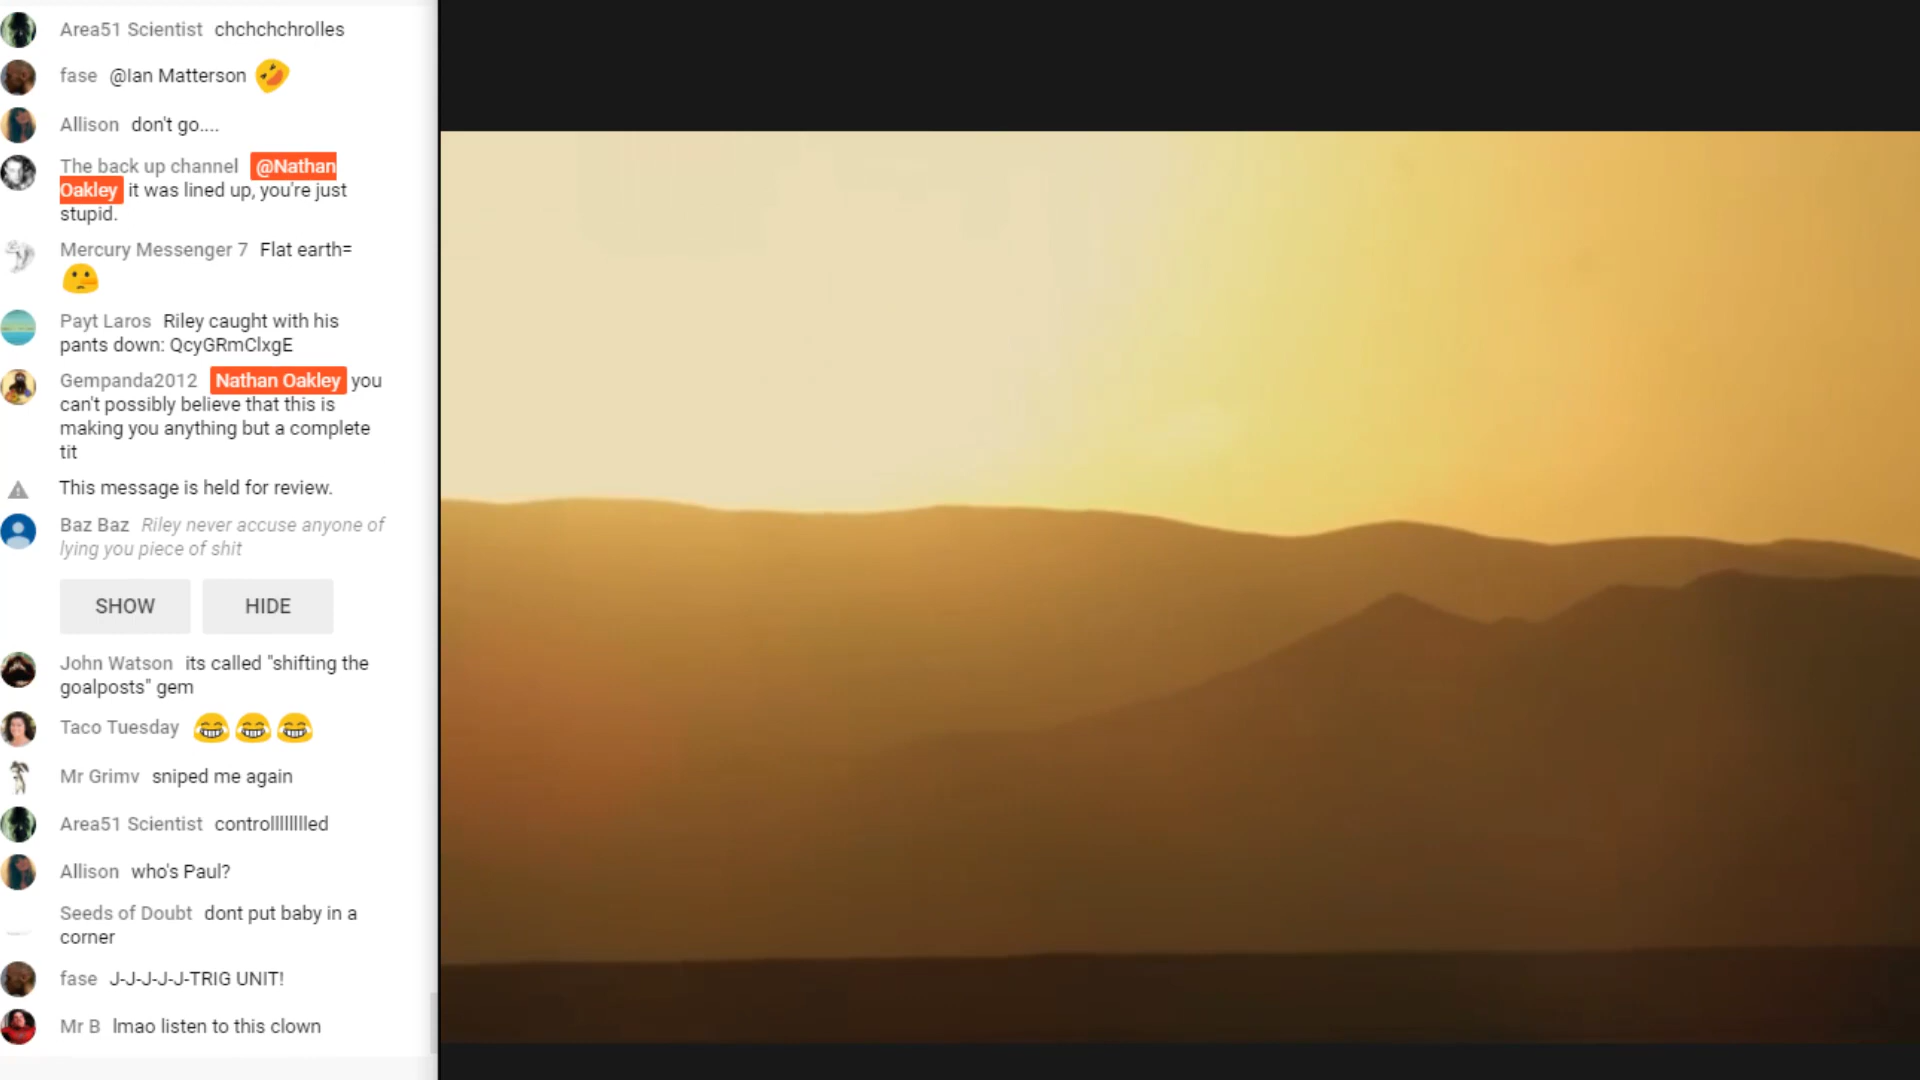 Area51 Scientist chchchchrolles
fase @Ian Matterson
Allison don't go....
The back up channel @Nathan
Oakley it was lined up, you're just
stupid.
Mercury Messenger 7 Flat earth=
Payt Laros Riley caught with his
pants down: QcyGRmClxgE
Gempanda2012 Nathan Oakley you
can't possibly believe that this is
making you anything but a complete
tit
This message is held for review.
Baz Baz Riley never accuse anyone of
lying you piece of shit
SHOW HIDE
John Watson its called "shifting the
goalposts" gem
Taco Tuesday
Mr Grimv sniped me again
Area51 Scientist controlllllllled
Allison who's Paul?
Seeds of Doubt dont put baby in a
corner
fase J-J-J-J-J-TRIG UNIT!
Mr B lmao listen to this clown